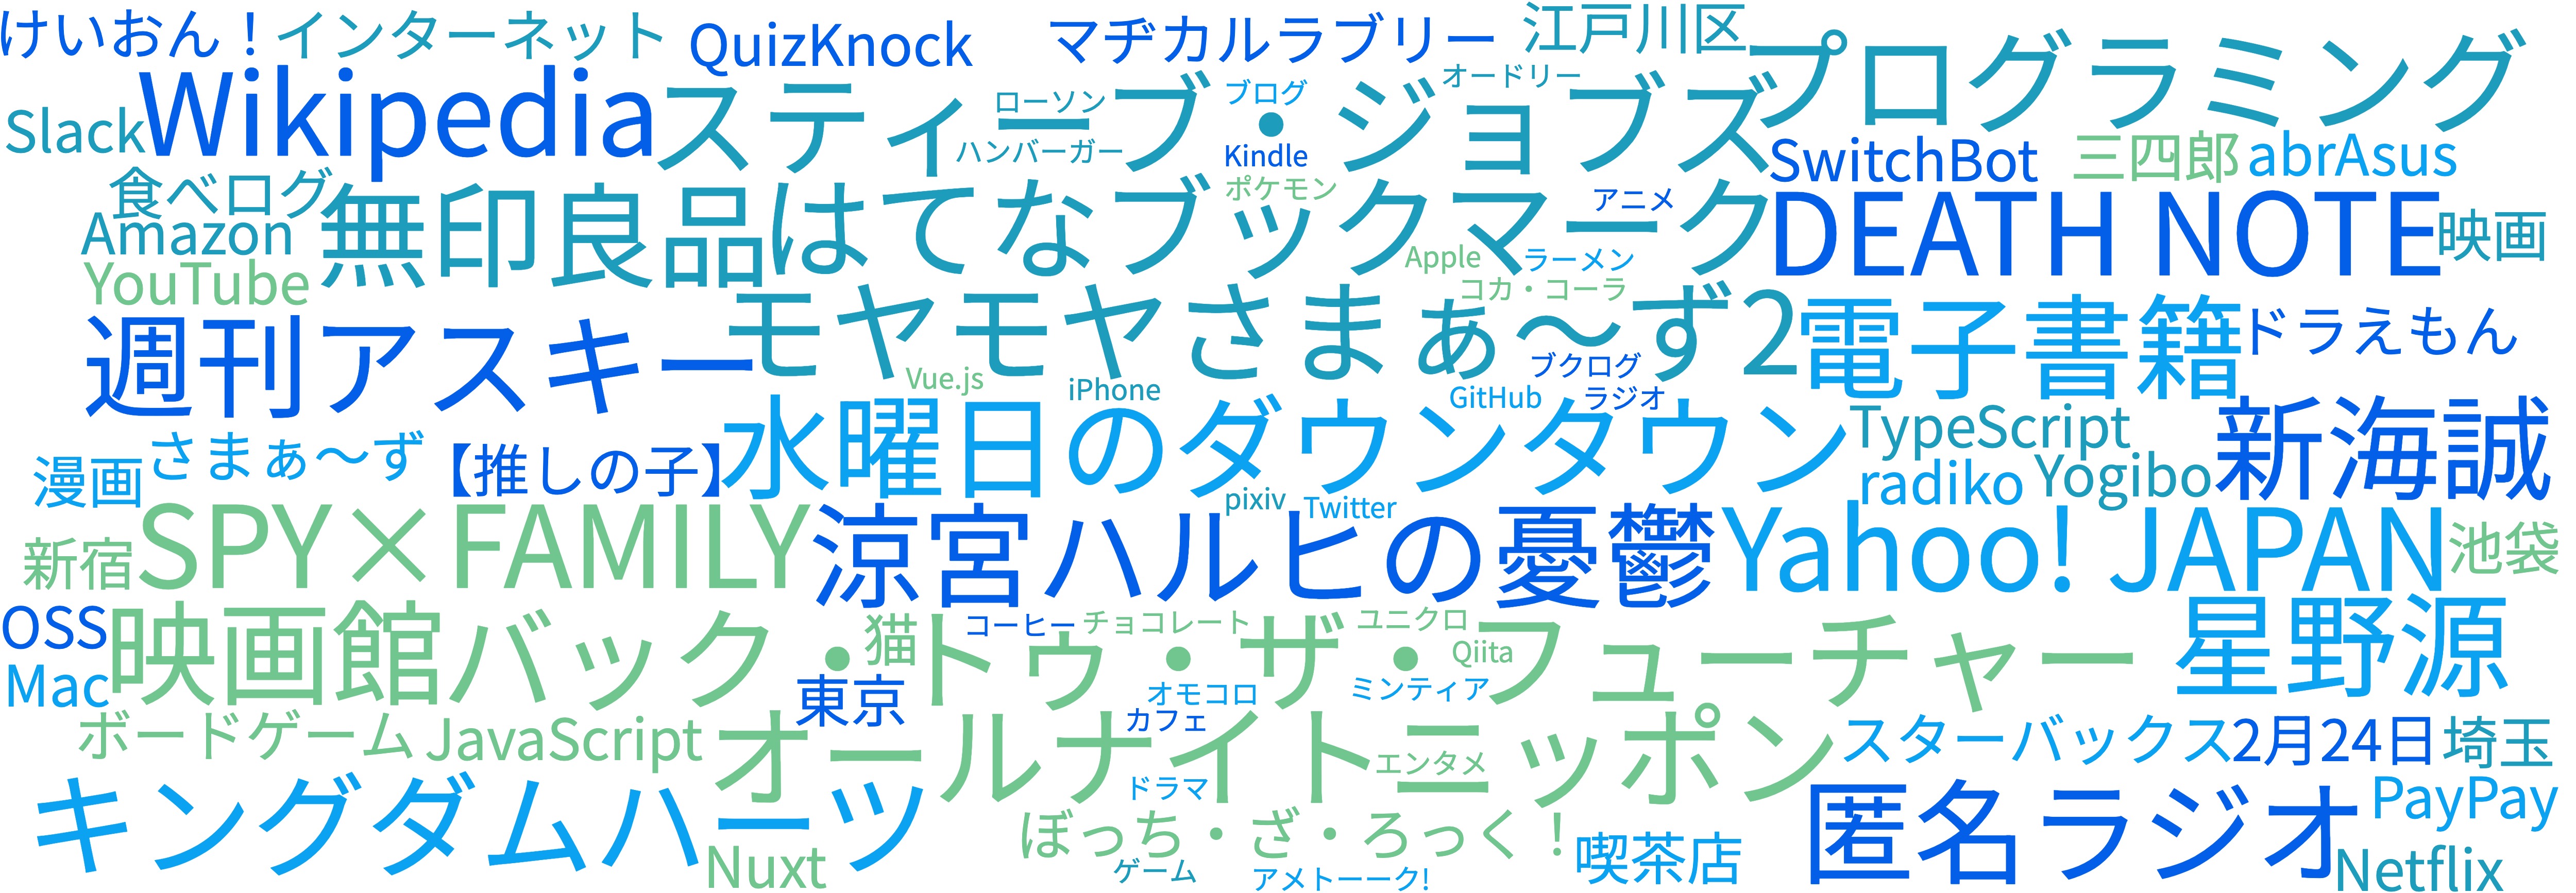 けいおん！
インターネット
QuizKnock
マヂカルラブリー
江戸川区
プログラミング
Wikipedia
スティーブ・ジョブズ
オードリー
ローソン
ブログ
Slack
ハンバーガー
Kindle
SwitchBot
三四郎
abrAsus
食べログ
無印良品
はてなブックマーク
ポケモン
アニメ
DEATH NOTE
映画
Amazon
Apple
ラーメン
YouTube
コカ・コーラ
モヤモヤさまぁ〜ず2
電子書籍
ドラえもん
週刊アスキー
ブクログ
Vue.js
iPhone
GitHub
ラジオ
水曜日のダウンタウン
TypeScript
新海誠
さまぁ〜ず
漫画
【推しの子】
radiko
Yogibo
pixiv
Twitter
SPY×FAMILY
涼宮ハルヒの憂鬱
Yahoo! JAPAN
新宿
池袋
OSS
映画館
バック・トゥ・ザ・フューチャー
猫
コーヒー
チョコレート
ユニクロ
Qiita
星野源
Mac
東京
オモコロ
ミンティア
カフェ
ボードゲーム
JavaScript
オールナイトニッポン
スターバックス
2月24日
埼玉
エンタメ
ドラマ
キングダムハーツ
匿名ラジオ
PayPay
ぼっち・ざ・ろっく！
喫茶店
Nuxt
ゲーム
アメトーーク!
Netflix